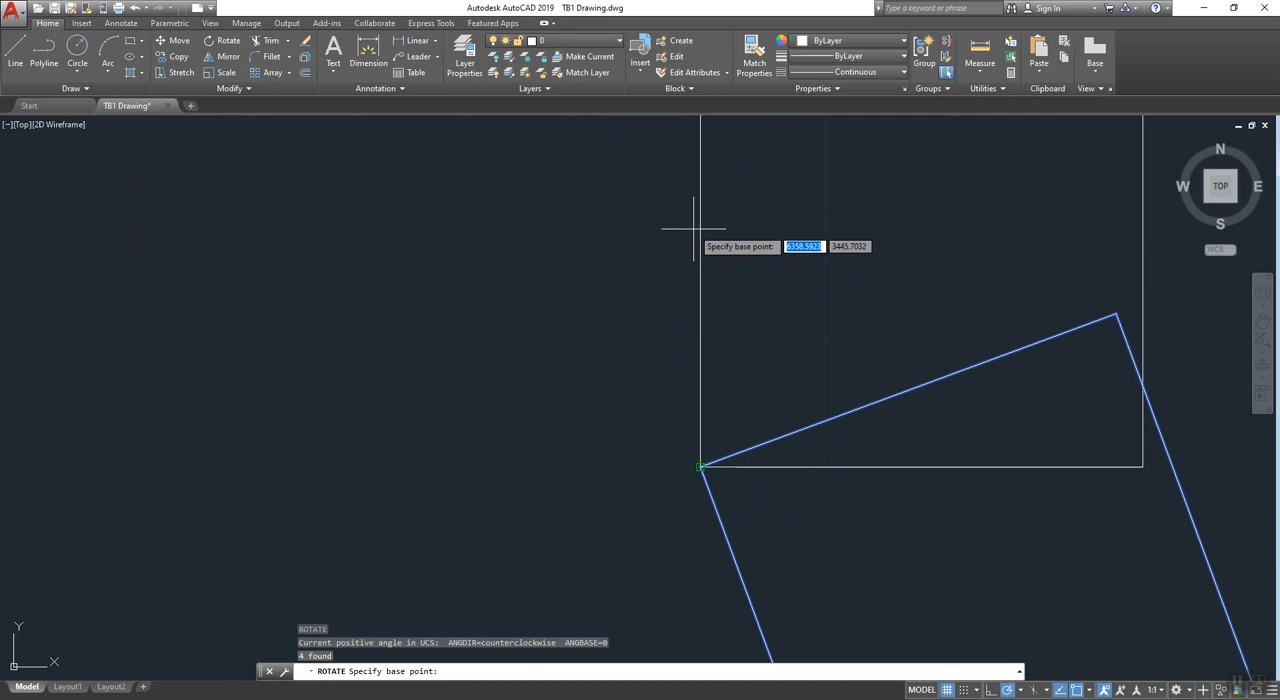 Autodesk AutoCAD 2019 TB1 Drawing.dwg
Type a keyword or phrase
Sign In
Home Insert Annotate Parametric View Manage Output Add-ins Collaborate Express Tools Featured Apps
Line Polyline Circle Arc
Move Rotate Trim
Copy Mirror Fillet
Stretch Scale Array
Text Dimension
Linear
Leader
Table
Layer Properties
0
Make Current
Match Layer
Insert
Create
Edit
Edit Attributes
Match Properties
ByLayer
ByLayer
Continuous
Group
Measure
Paste
Base
Draw Modify Annotation Layers Block Properties Groups Utilities Clipboard View
Start TB1 Drawing*
[−][Top][2D Wireframe]
N
W TOP E
S
WCS
Specify base point: 6358.5923 3445.7032
Y
X
ROTATE
Current positive angle in UCS: ANGDIR=counterclockwise ANGBASE=0
4 found
ROTATE Specify base point:
Model Layout1 Layout2
MODEL 1:1